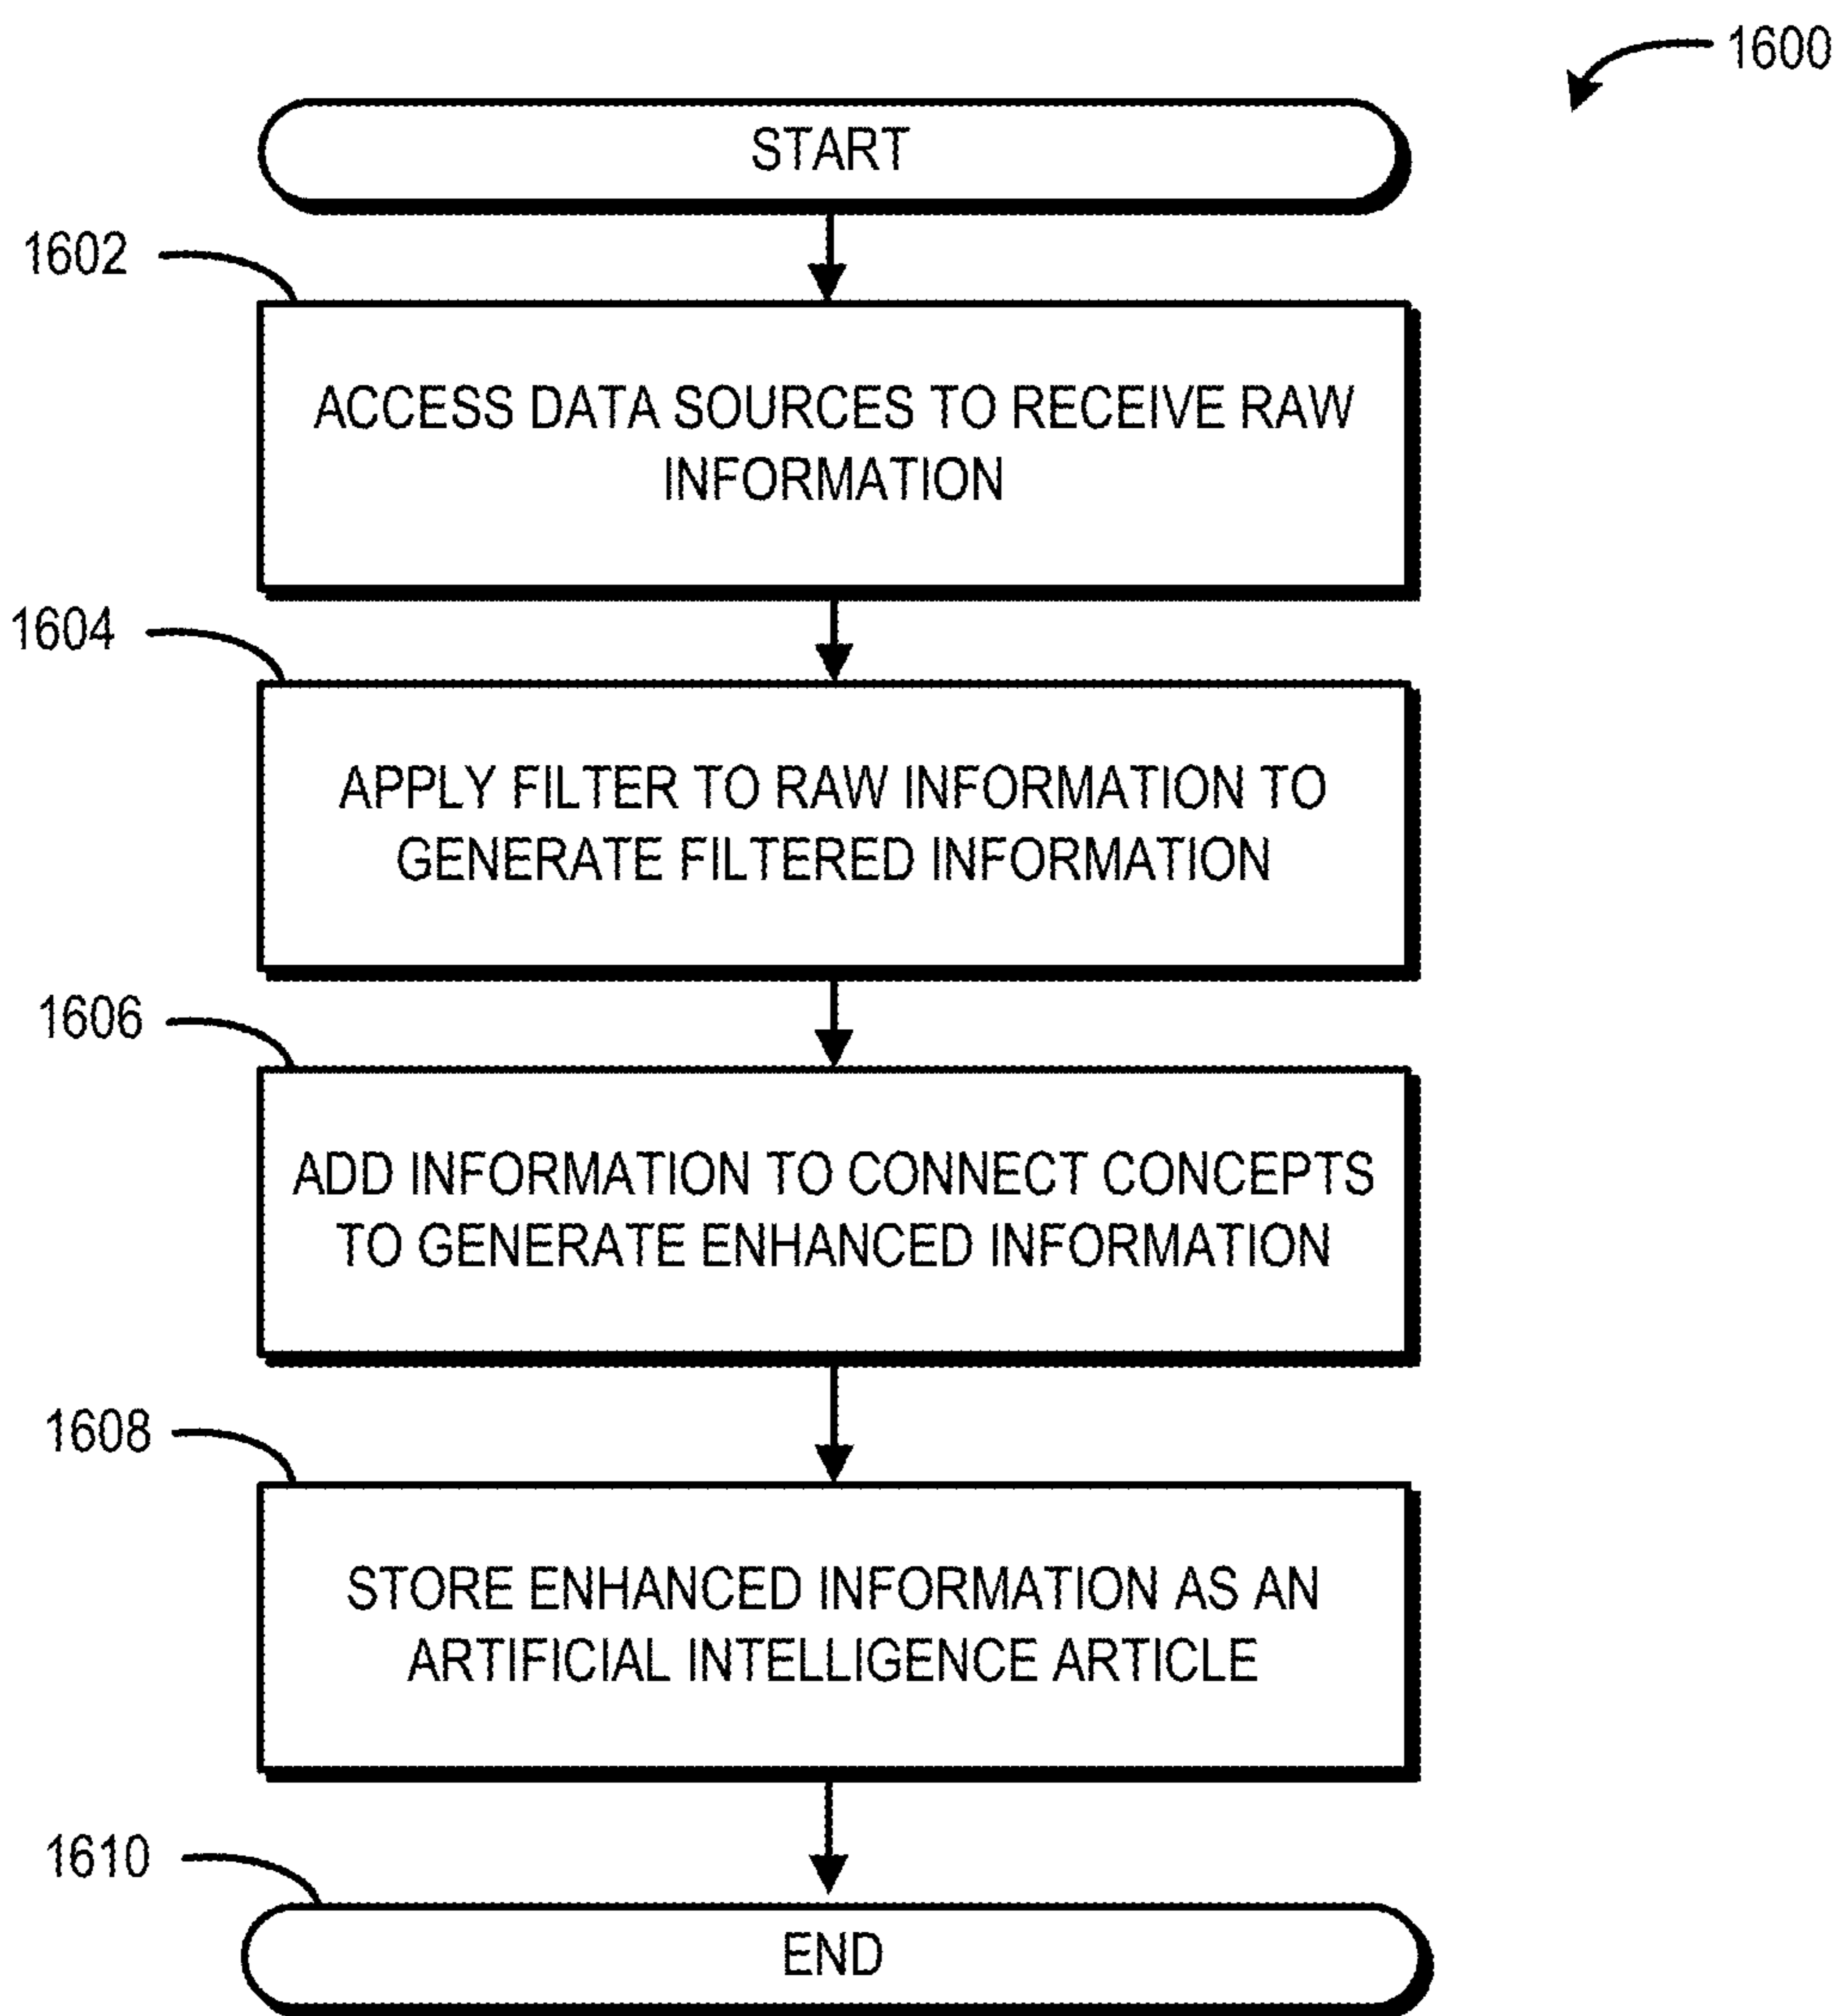 1600
START
1602
ACCESS DATA SOURCES TO RECEIVE RAW
INFORMATION
1604
APPLY FILTER TO RAW INFORMATION TO
GENERATE FILTERED INFORMATION
1606
ADD INFORMATION TO CONNECT CONCEPTS
TO GENERATE ENHANCED INFORMATION
1608
STORE ENHANCED INFORMATION AS AN
ARTIFICIAL INTELLIGENCE ARTICLE
1610
END